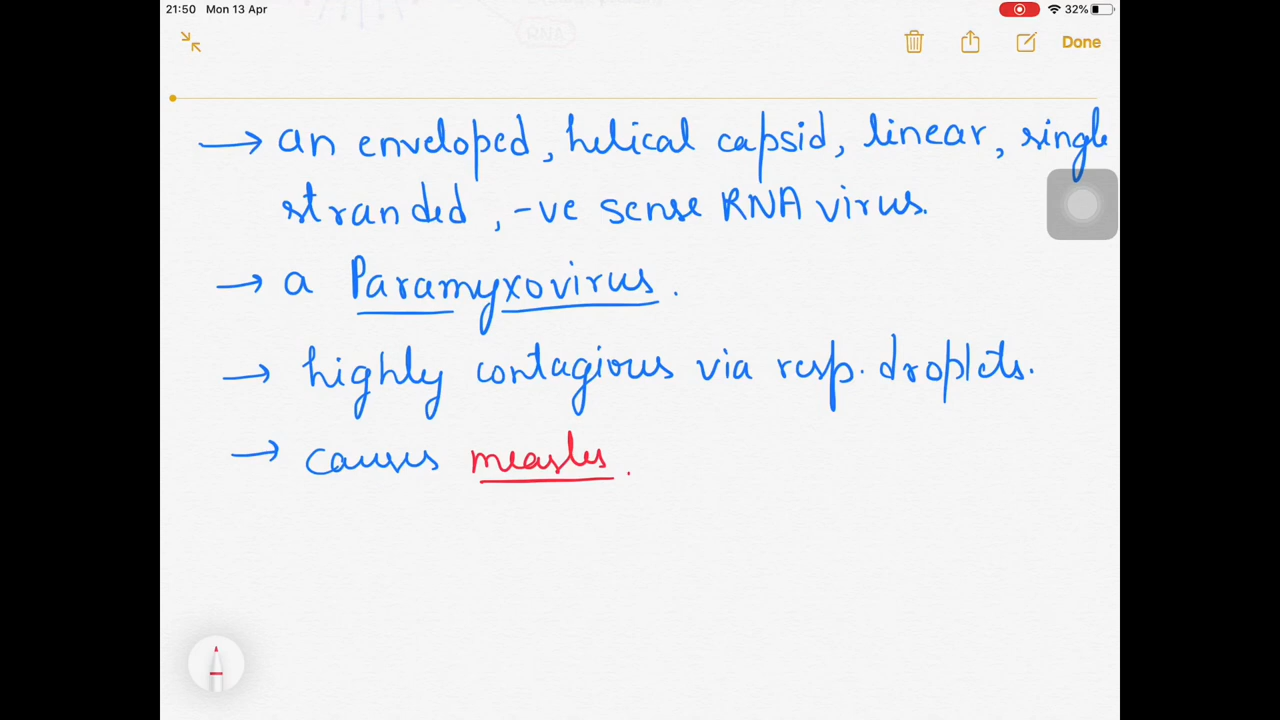 21:50 Mon 13 Apr
32%
Done
→ an enveloped, helical capsid, linear, single
stranded, -ve sense RNA virus.
→ a Paramyxovirus.
→ highly contagious via resp. droplets.
→ causes measles.